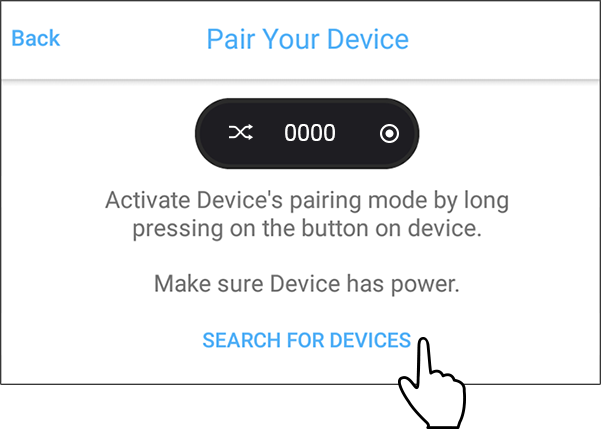 Back
Pair Your Device
0000
Activate Device's pairing mode by long
pressing on the button on device.
Make sure Device has power.
SEARCH FOR DEVICES